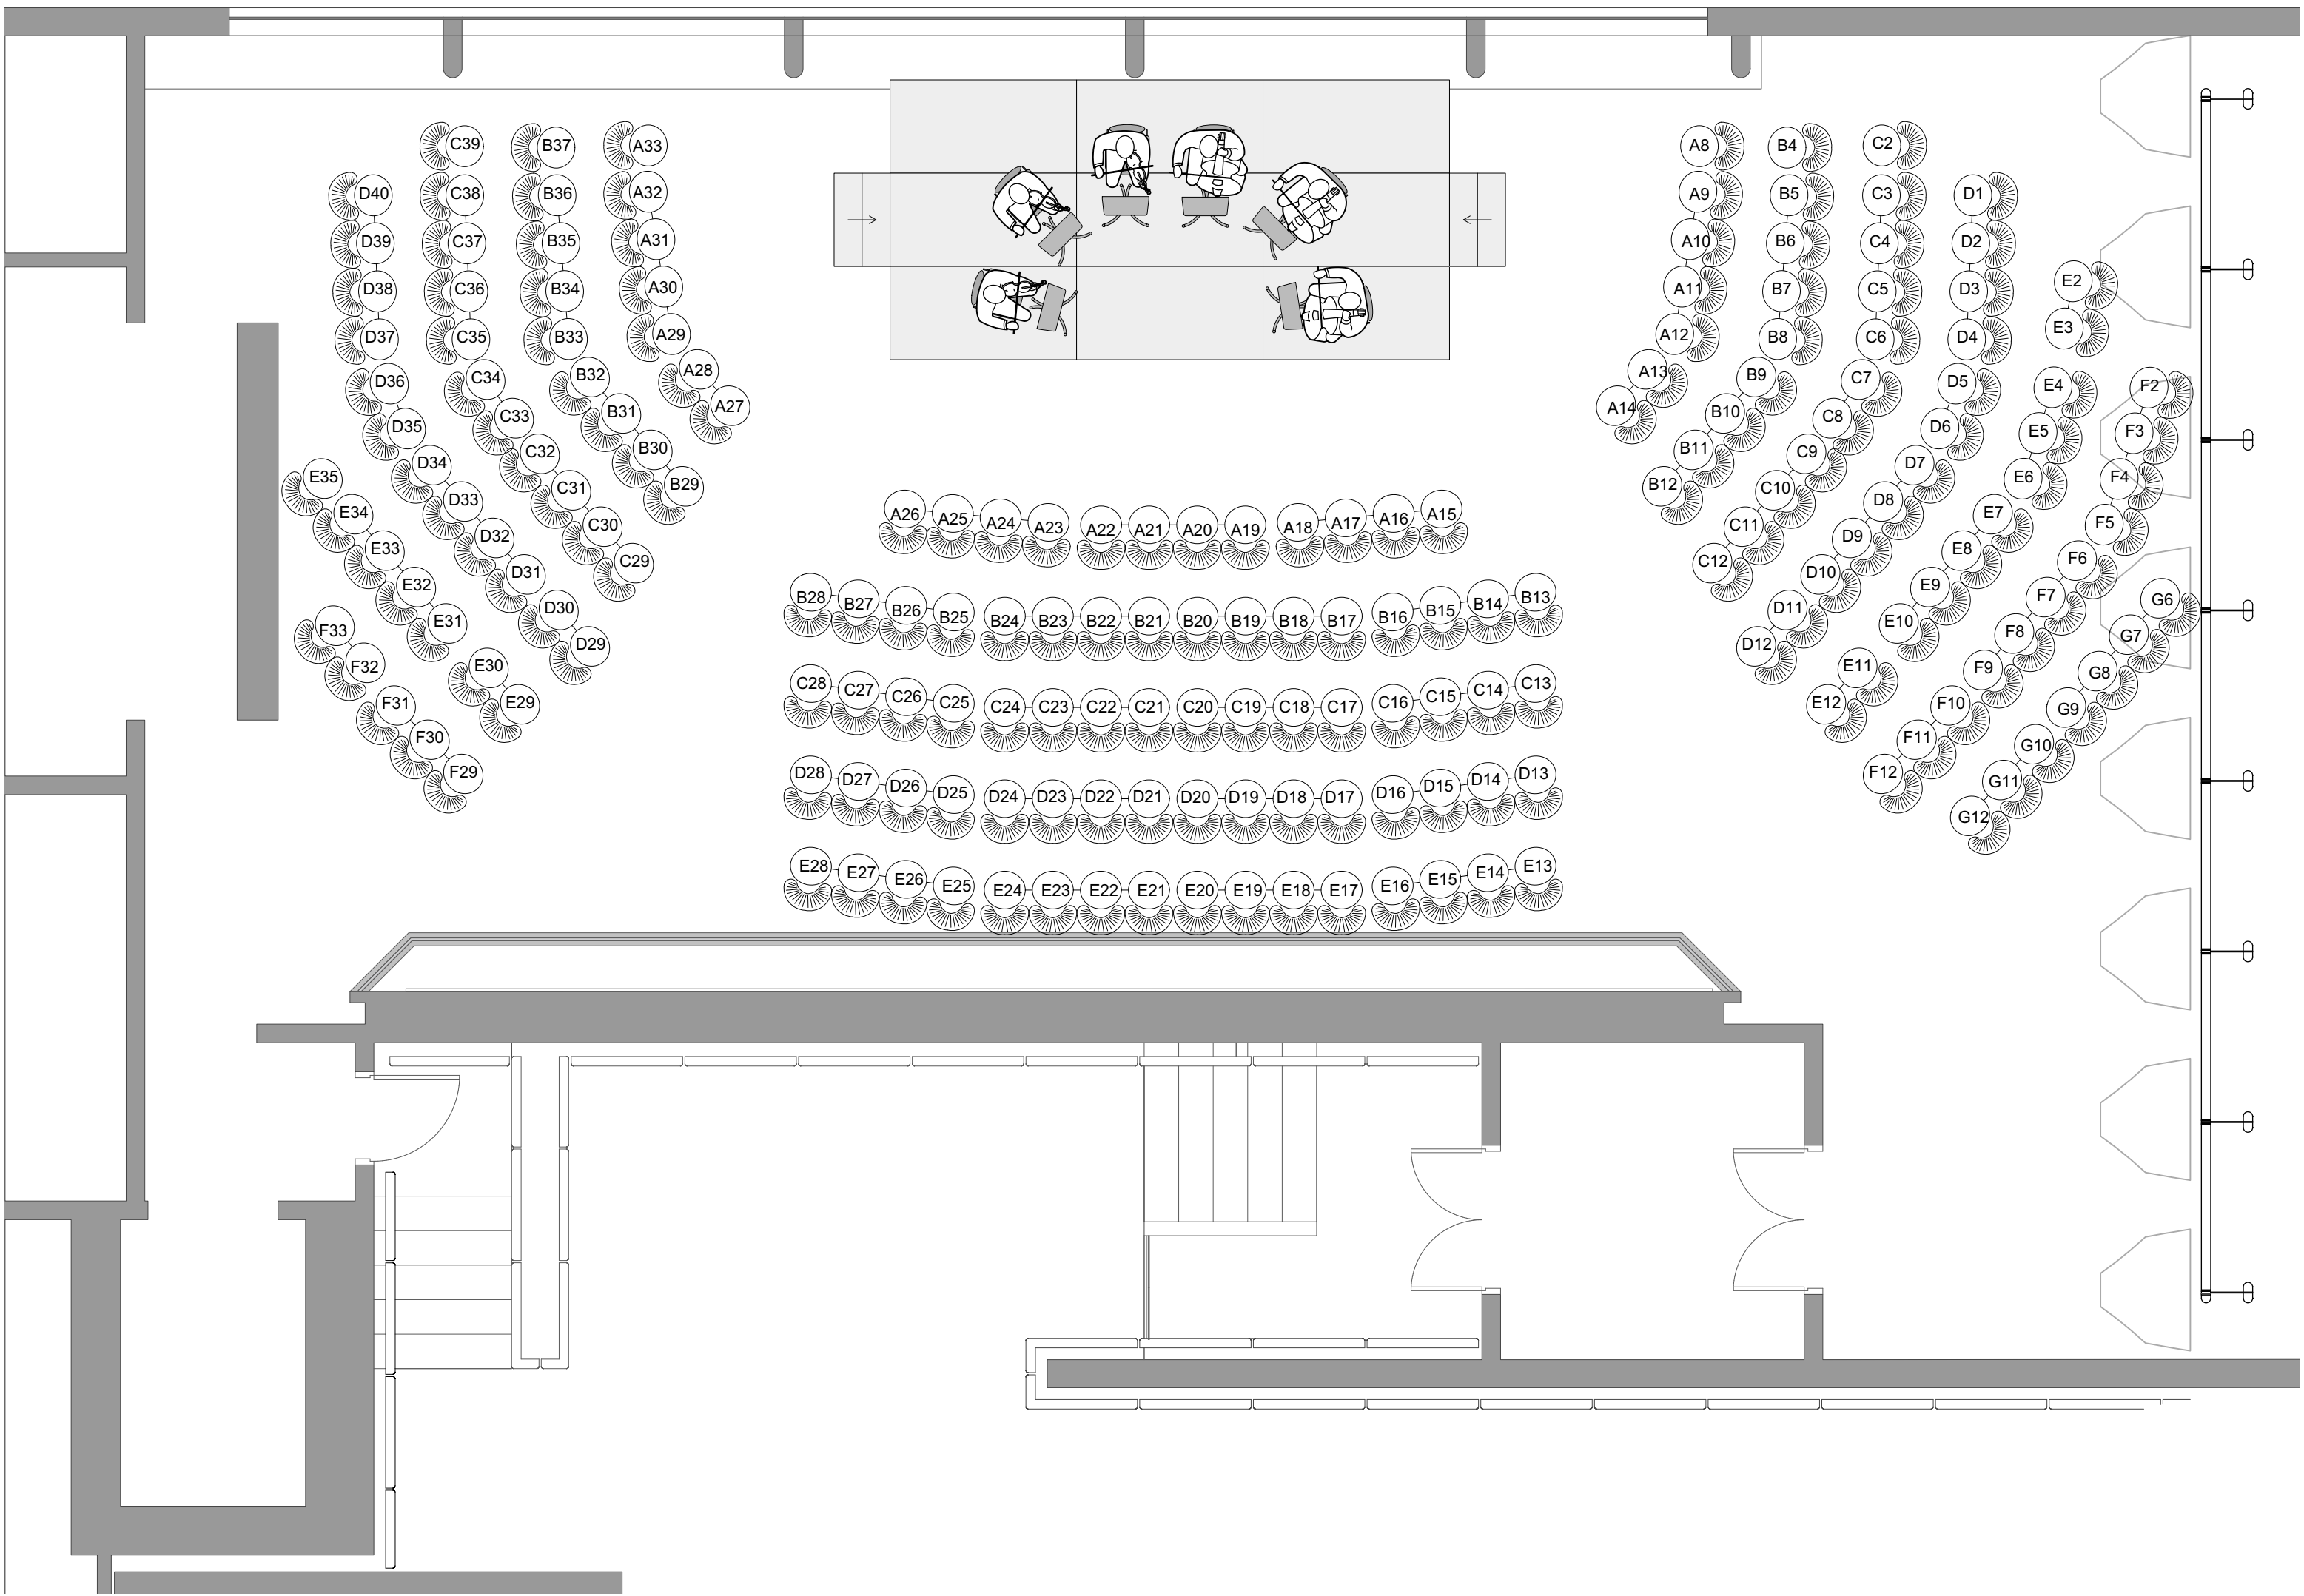 C39 B37 A33
D40 C38 B36 A32
D39 C37 B35 A31
D38 C36 B34 A30
D37 C35 B33 A29
D36 C34 B32 A28
D35 C33 B31 A27
E35 D34 C32 B30
E34 D33 C31 B29
E33 D32 C30
E32 D31 C29
F33 E31 D30
F32 E30 D29
F31 E29
F30
F29
A8 B4 C2
A9 B5 C3 D1
A10 B6 C4 D2
A11 B7 C5 D3 E2
A12 B8 C6 D4 E3
A13 B9 C7 D5 E4 F2
A14 B10 C8 D6 E5 F3
B11 C9 D7 E6 F4
B12 C10 D8 E7 F5
C11 D9 E8 F6
C12 D10 E9 F7 G6
D11 E10 F8 G7
D12 E11 F9 G8
E12 F10 G9
F11 G10
F12 G11
G12
A26 A25 A24 A23 A22 A21 A20 A19 A18 A17 A16 A15
B28 B27 B26 B25 B24 B23 B22 B21 B20 B19 B18 B17 B16 B15 B14 B13
C28 C27 C26 C25 C24 C23 C22 C21 C20 C19 C18 C17 C16 C15 C14 C13
D28 D27 D26 D25 D24 D23 D22 D21 D20 D19 D18 D17 D16 D15 D14 D13
E28 E27 E26 E25 E24 E23 E22 E21 E20 E19 E18 E17 E16 E15 E14 E13